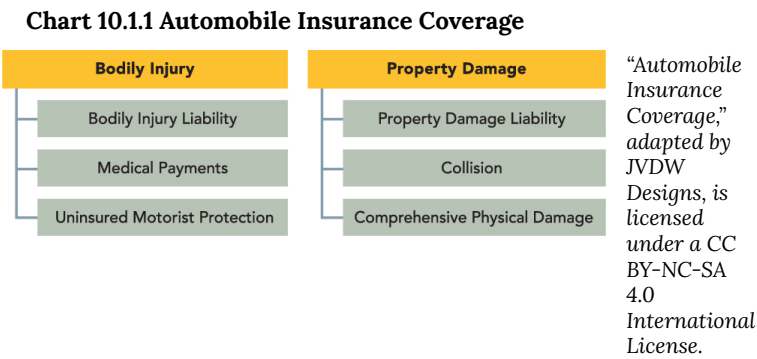 Chart 10.1.1 Automobile Insurance Coverage
Bodily Injury
Bodily Injury Liability
Medical Payments
Uninsured Motorist Protection
Property Damage
Property Damage Liability
Collision
Comprehensive Physical Damage
“Automobile
Insurance
Coverage,”
adapted by
JVDW
Designs, is
licensed
under a CC
BY-NC-SA
4.0
International
License.